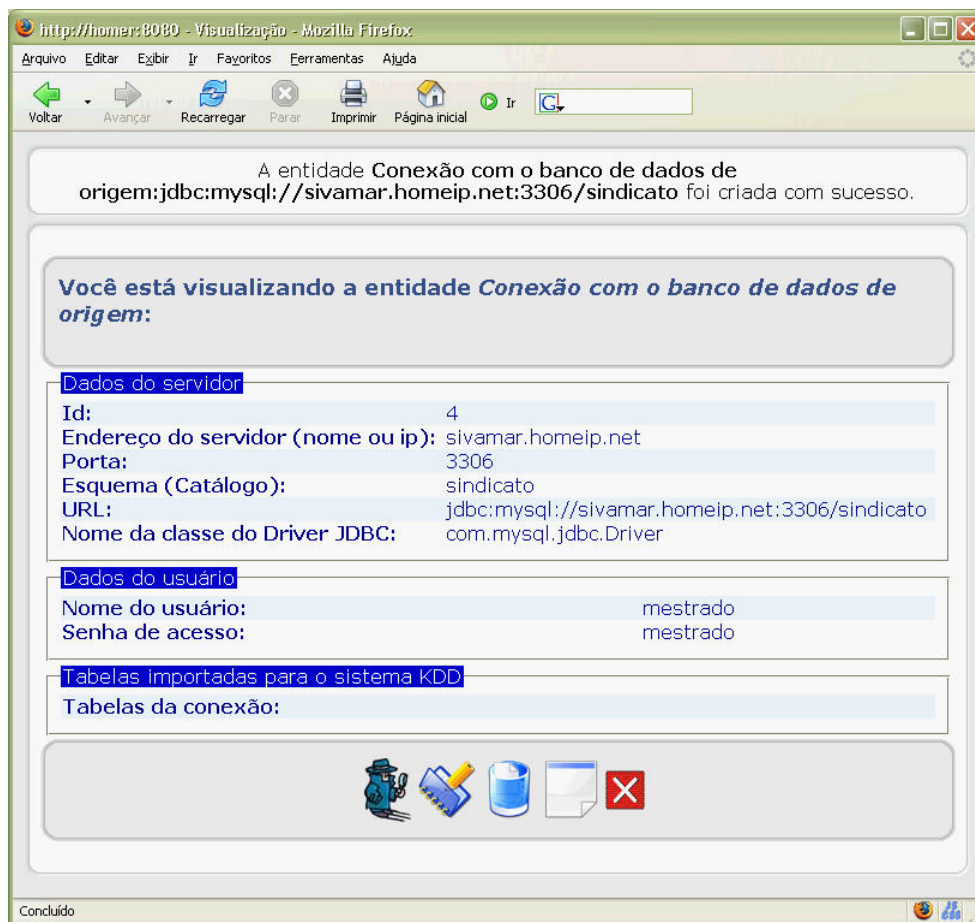 http://homer:8080 - Visualização - Mozilla Firefox
Arquivo Editar Exibir Ir Favoritos Ferramentas Ajuda
Voltar Avançar Recarregar Parar Imprimir Página inicial Ir G
A entidade Conexão com o banco de dados de
origem:jdbc:mysql://sivamar.homeip.net:3306/sindicato foi criada com sucesso.
Você está visualizando a entidade Conexão com o banco de dados de
origem:
Dados do servidor
Id: 4
Endereço do servidor (nome ou ip): sivamar.homeip.net
Porta: 3306
Esquema (Catálogo): sindicato
URL: jdbc:mysql://sivamar.homeip.net:3306/sindicato
Nome da classe do Driver JDBC: com.mysql.jdbc.Driver
Dados do usuário
Nome do usuário: mestrado
Senha de acesso: mestrado
Tabelas importadas para o sistema KDD
Tabelas da conexão:
Concluído
JS
CSS